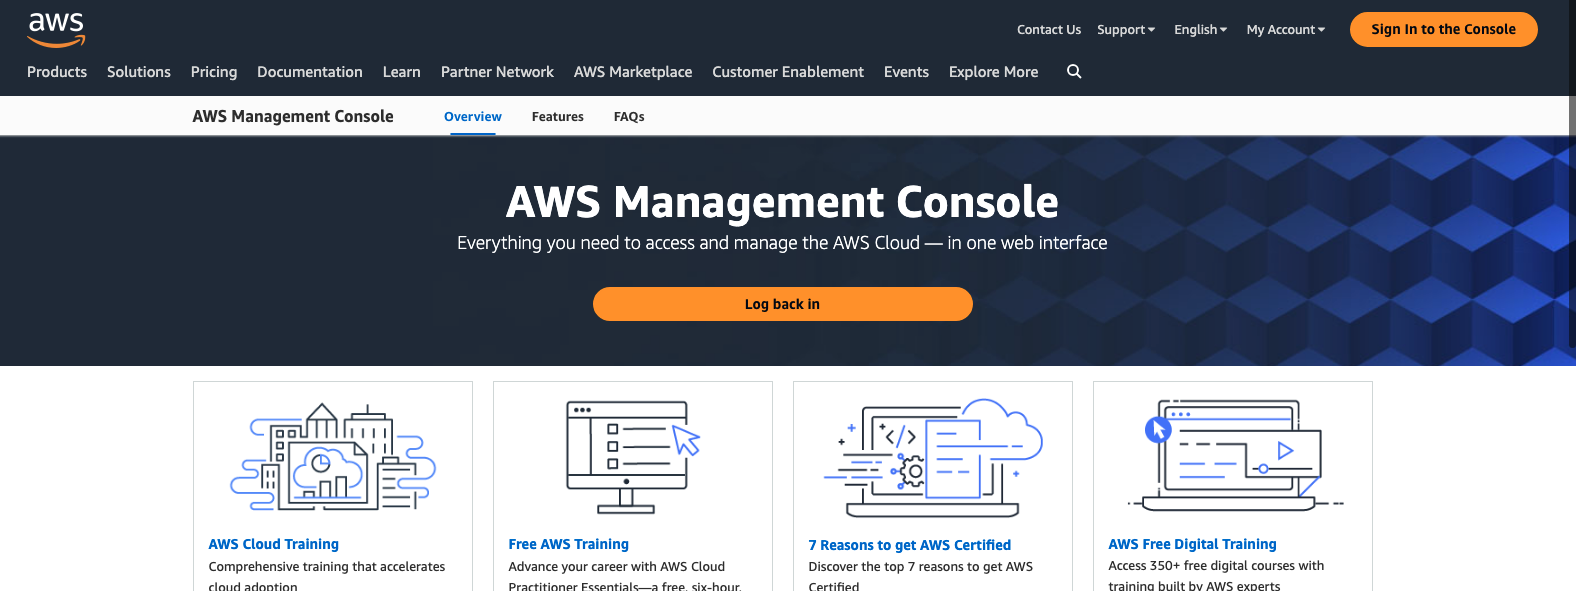 aws
Contact Us Support English My Account Sign In to the Console
Products Solutions Pricing Documentation Learn Partner Network AWS Marketplace Customer Enablement Events Explore More
AWS Management Console Overview Features FAQs
AWS Management Console
Everything you need to access and manage the AWS Cloud — in one web interface
Log back in
AWS Cloud Training
Comprehensive training that accelerates
cloud adoption
Free AWS Training
Advance your career with AWS Cloud
Practitioner Essentials—a free, six-hour,
7 Reasons to get AWS Certified
Discover the top 7 reasons to get AWS
Certified
AWS Free Digital Training
Access 350+ free digital courses with
training built by AWS experts